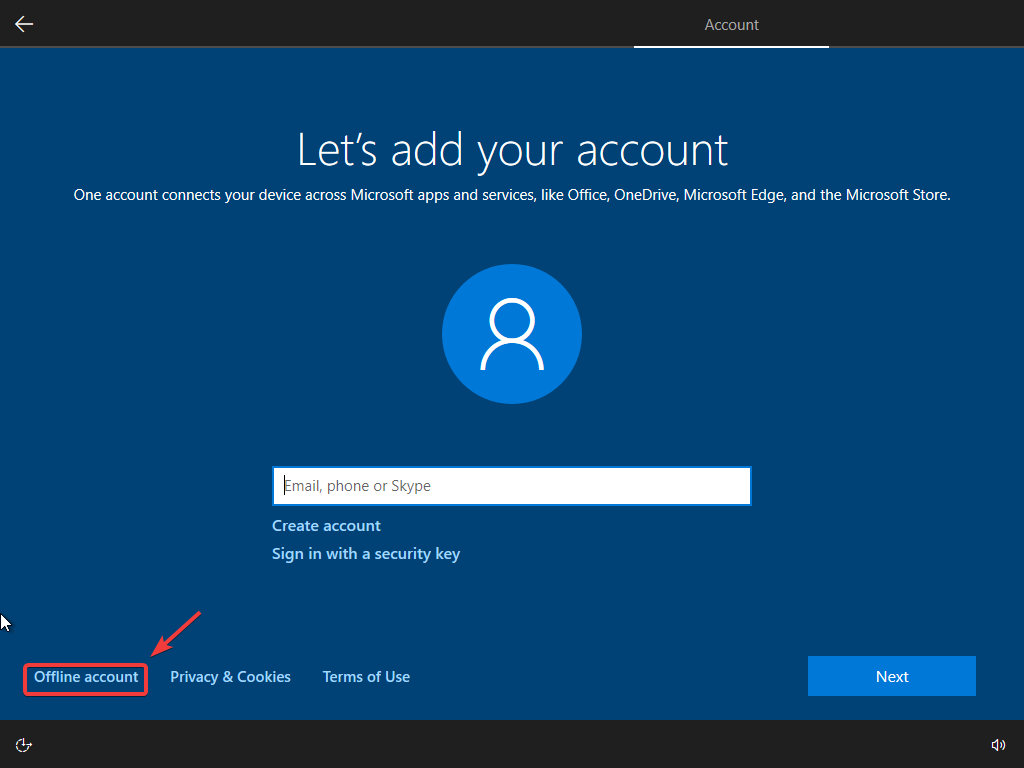 Account
Let's add your account
One account connects your device across Microsoft apps and services, like Office, OneDrive, Microsoft Edge, and the Microsoft Store.
Email, phone or Skype
Create account
Sign in with a security key
Offline account
Privacy & Cookies
Terms of Use
Next